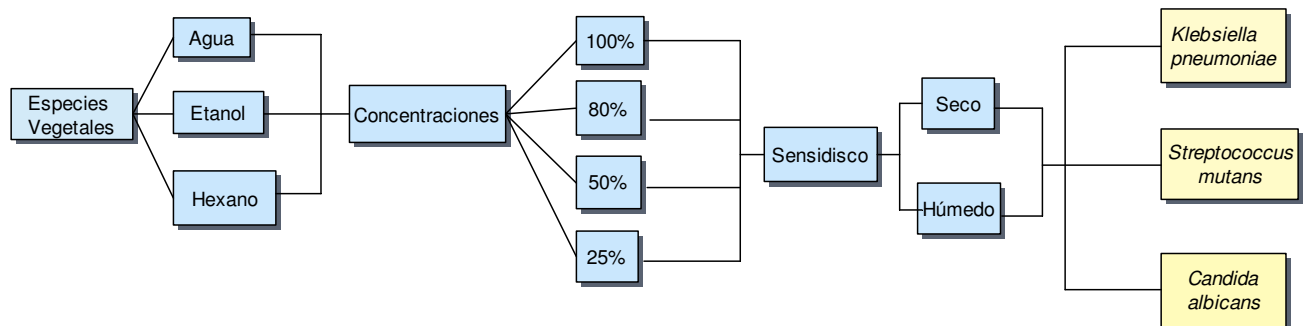 Especies
Vegetales
Agua
Etanol
Hexano
Concentraciones
100%
80%
50%
25%
Sensidisco
Seco
Húmedo
Klebsiella
pneumoniae
Streptococcus
mutans
Candida
albicans